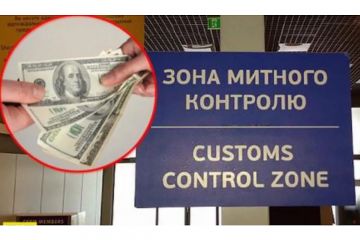 ЗОНА МИТНОГО
КОНТРОЛЮ
CUSTOMS
CONTROL ZONE